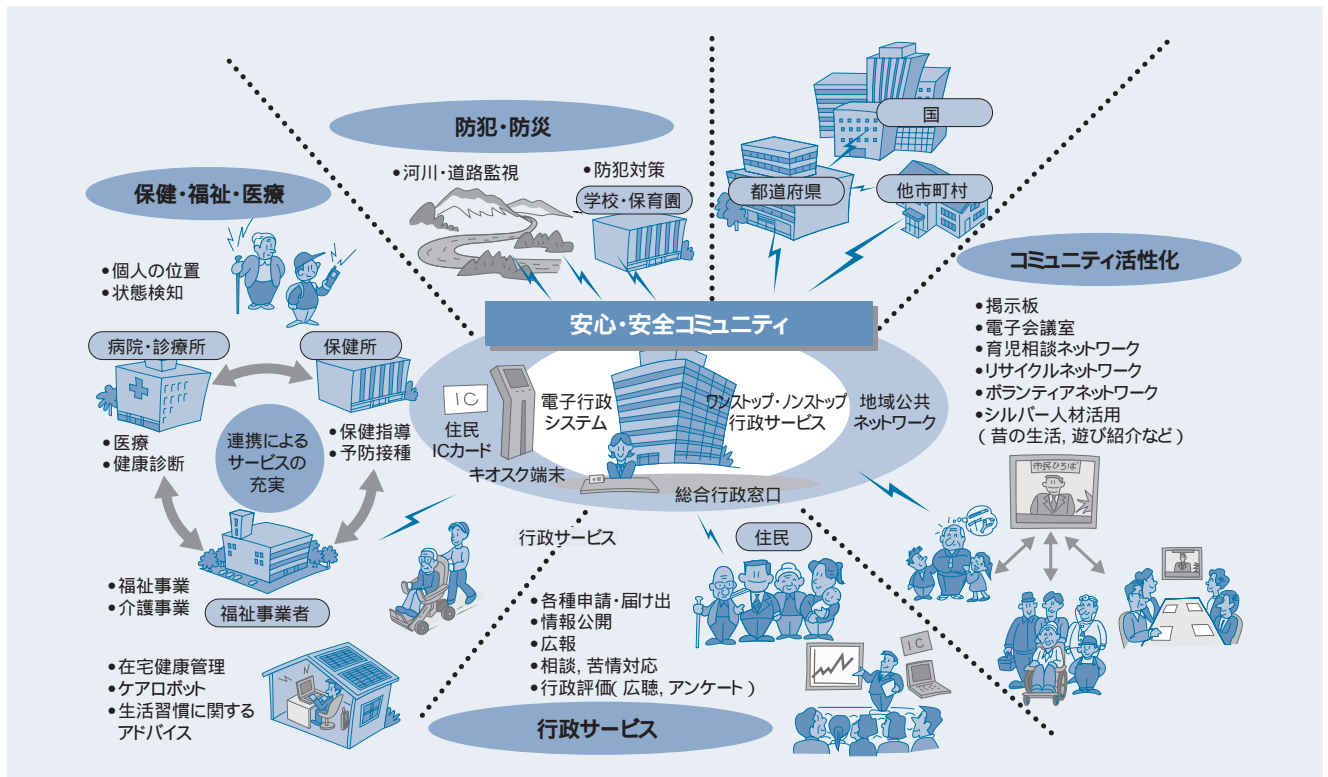 防犯・防災
•河川・道路監視
•防犯対策
学校・保育園
国
都道府県
他市町村
保健・福祉・医療
•個人の位置
•状態検知
病院・診療所
保健所
•医療
•健康診断
連携による
サービスの
充実
•保健指導
•予防接種
•福祉事業
•介護事業
福祉事業者
•在宅健康管理
•ケアロボット
•生活習慣に関する
アドバイス
安心・安全コミュニティ
IC
住民
ICカード
キオスク端末
電子行政
システム
ワンストップ・ノンストップ
行政サービス
地域公共
ネットワーク
総合行政窓口
コミュニティ活性化
•掲示板
•電子会議室
•育児相談ネットワーク
•リサイクルネットワーク
•ボランティアネットワーク
•シルバー人材活用
(昔の生活, 遊び紹介など)
市民ひろば
行政サービス
住民
•各種申請・届け出
•情報公開
•広報
•相談, 苦情対応
•行政評価(広聴, アンケート)
IC
行政サービス